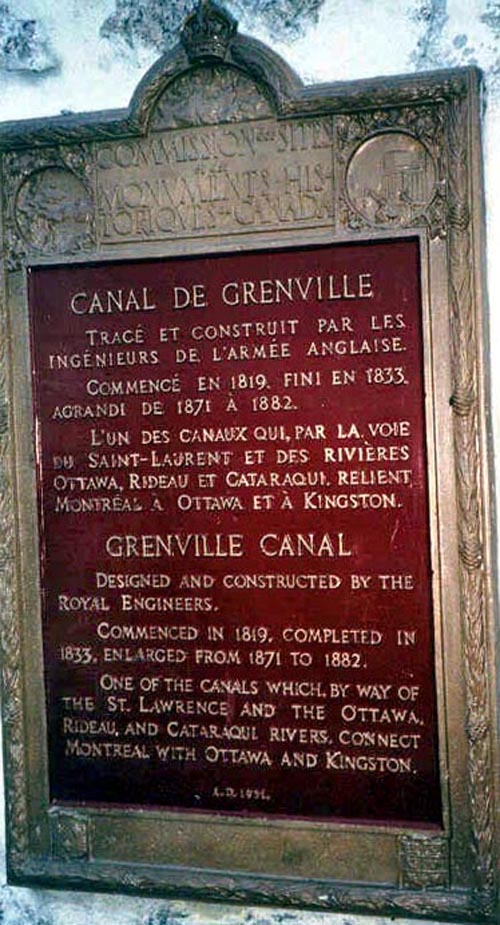 COMMISSION DES SITES
ET DES
MONUMENTS HIS
TORIQUES CANADA
CANAL DE GRENVILLE
TRACÉ ET CONSTRUIT PAR LES
INGÉNIEURS DE L'ARMÉE ANGLAISE.
COMMENCÉ EN 1819. FINI EN 1833.
AGRANDI DE 1871 À 1882.
L'UN DES CANAUX QUI, PAR LA VOIE
DU SAINT-LAURENT ET DES RIVIÈRES
OTTAWA, RIDEAU ET CATARAQUI, RELIENT
MONTRÉAL À OTTAWA ET À KINGSTON.
GRENVILLE CANAL
DESIGNED AND CONSTRUCTED BY THE
ROYAL ENGINEERS.
COMMENCED IN 1819. COMPLETED IN
1833. ENLARGED FROM 1871 TO 1882.
ONE OF THE CANALS WHICH, BY WAY OF
THE ST. LAWRENCE AND THE OTTAWA,
RIDEAU, AND CATARAQUI RIVERS, CONNECT
MONTREAL WITH OTTAWA AND KINGSTON.
A.D.